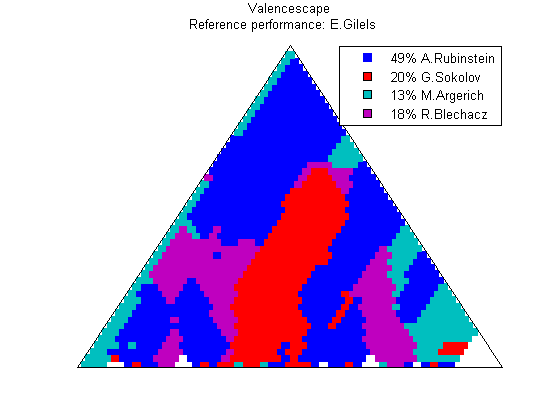 Valencescape
Reference performance: E.Gilels
49% A.Rubinstein
20% G.Sokolov
13% M.Argerich
18% R.Blechacz